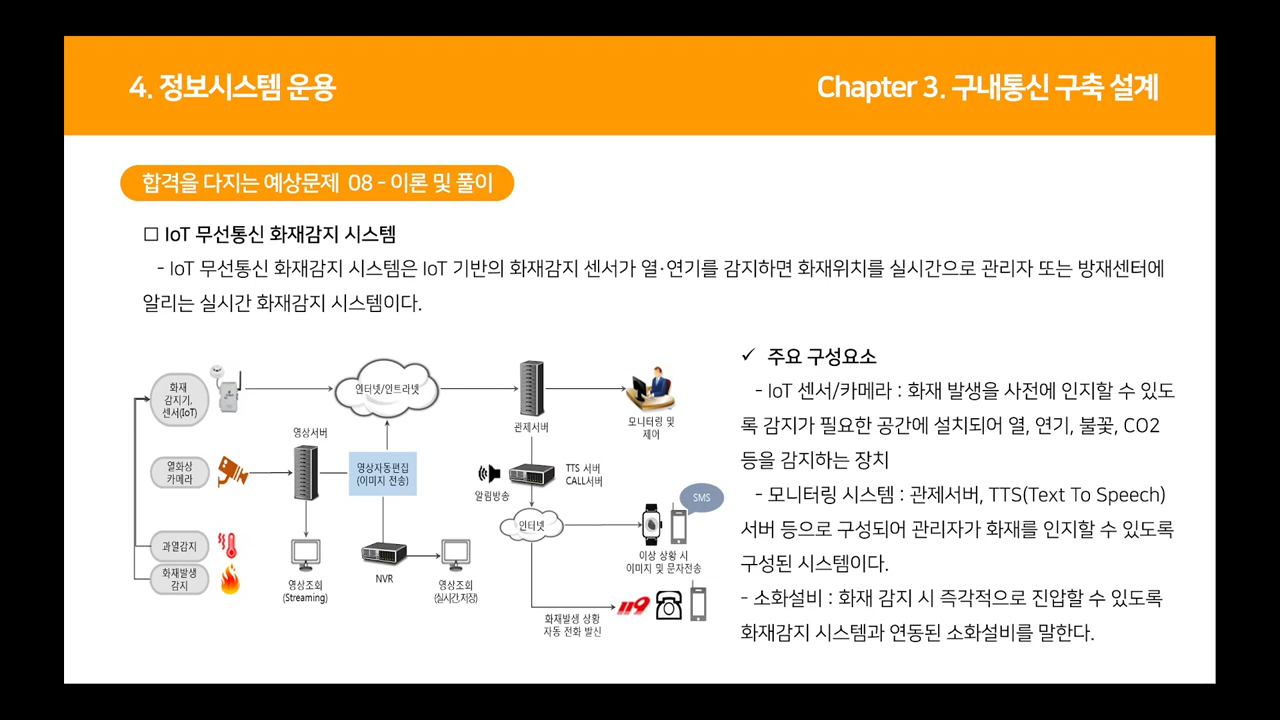 4. 정보시스템 운용
Chapter 3. 구내통신 구축 설계
합격을 다지는 예상문제 08 - 이론 및 풀이
□ IoT 무선통신 화재감지 시스템
- IoT 무선통신 화재감지 시스템은 IoT 기반의 화재감지 센서가 열·연기를 감지하면 화재위치를 실시간으로 관리자 또는 방재센터에
알리는 실시간 화재감지 시스템이다.
화재
감지기,
센서(IoT)
인터넷/인트라넷
관제서버
모니터링 및
제어
영상서버
열화상
카메라
영상자동편집
(이미지 전송)
알림방송
TTS 서버
CALL서버
인터넷
SMS
이상 상황 시
이미지 및 문자전송
과열감지
화재발생
감지
영상조회
(Streaming)
NVR
영상조회
(실시간,저장)
119
화재발생 상황
자동 전화 발신
✓ 주요 구성요소
- IoT 센서/카메라 : 화재 발생을 사전에 인지할 수 있도
록 감지가 필요한 공간에 설치되어 열, 연기, 불꽃, CO2
등을 감지하는 장치
- 모니터링 시스템 : 관제서버, TTS(Text To Speech)
서버 등으로 구성되어 관리자가 화재를 인지할 수 있도록
구성된 시스템이다.
- 소화설비 : 화재 감지 시 즉각적으로 진압할 수 있도록
화재감지 시스템과 연동된 소화설비를 말한다.